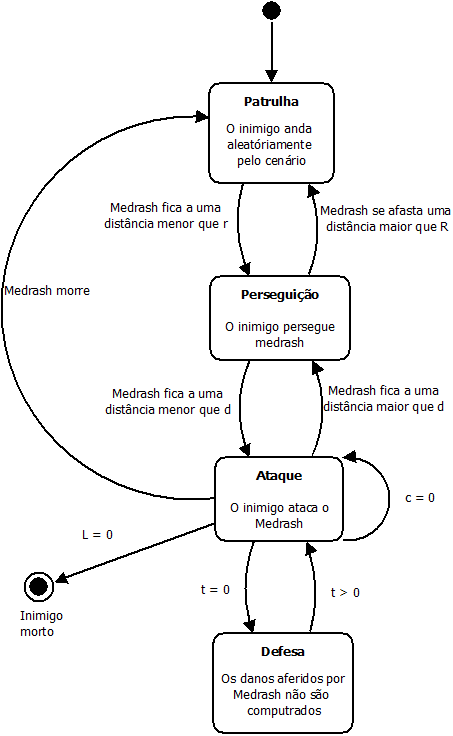 Patrulha
O inimigo anda
aleatóriamente
pelo cenário
Medrash fica a uma
distância menor que r
Medrash se afasta uma
distância maior que R
Perseguição
O inimigo persegue
medrash
Medrash morre
Medrash fica a uma
distância menor que d
Medrash fica a uma
distância maior que d
Ataque
O inimigo ataca o
Medrash
c = 0
L = 0
Inimigo
morto
t = 0
t > 0
Defesa
Os danos aferidos por
Medrash não são
computrados